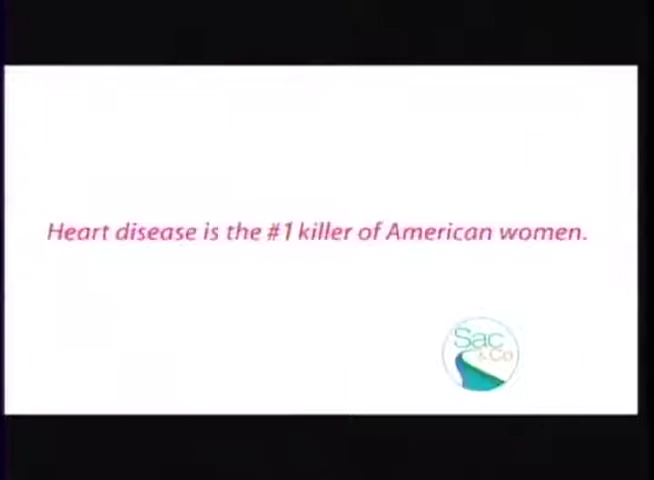 Heart disease is the #1 killer of American women.
Sac
& Co